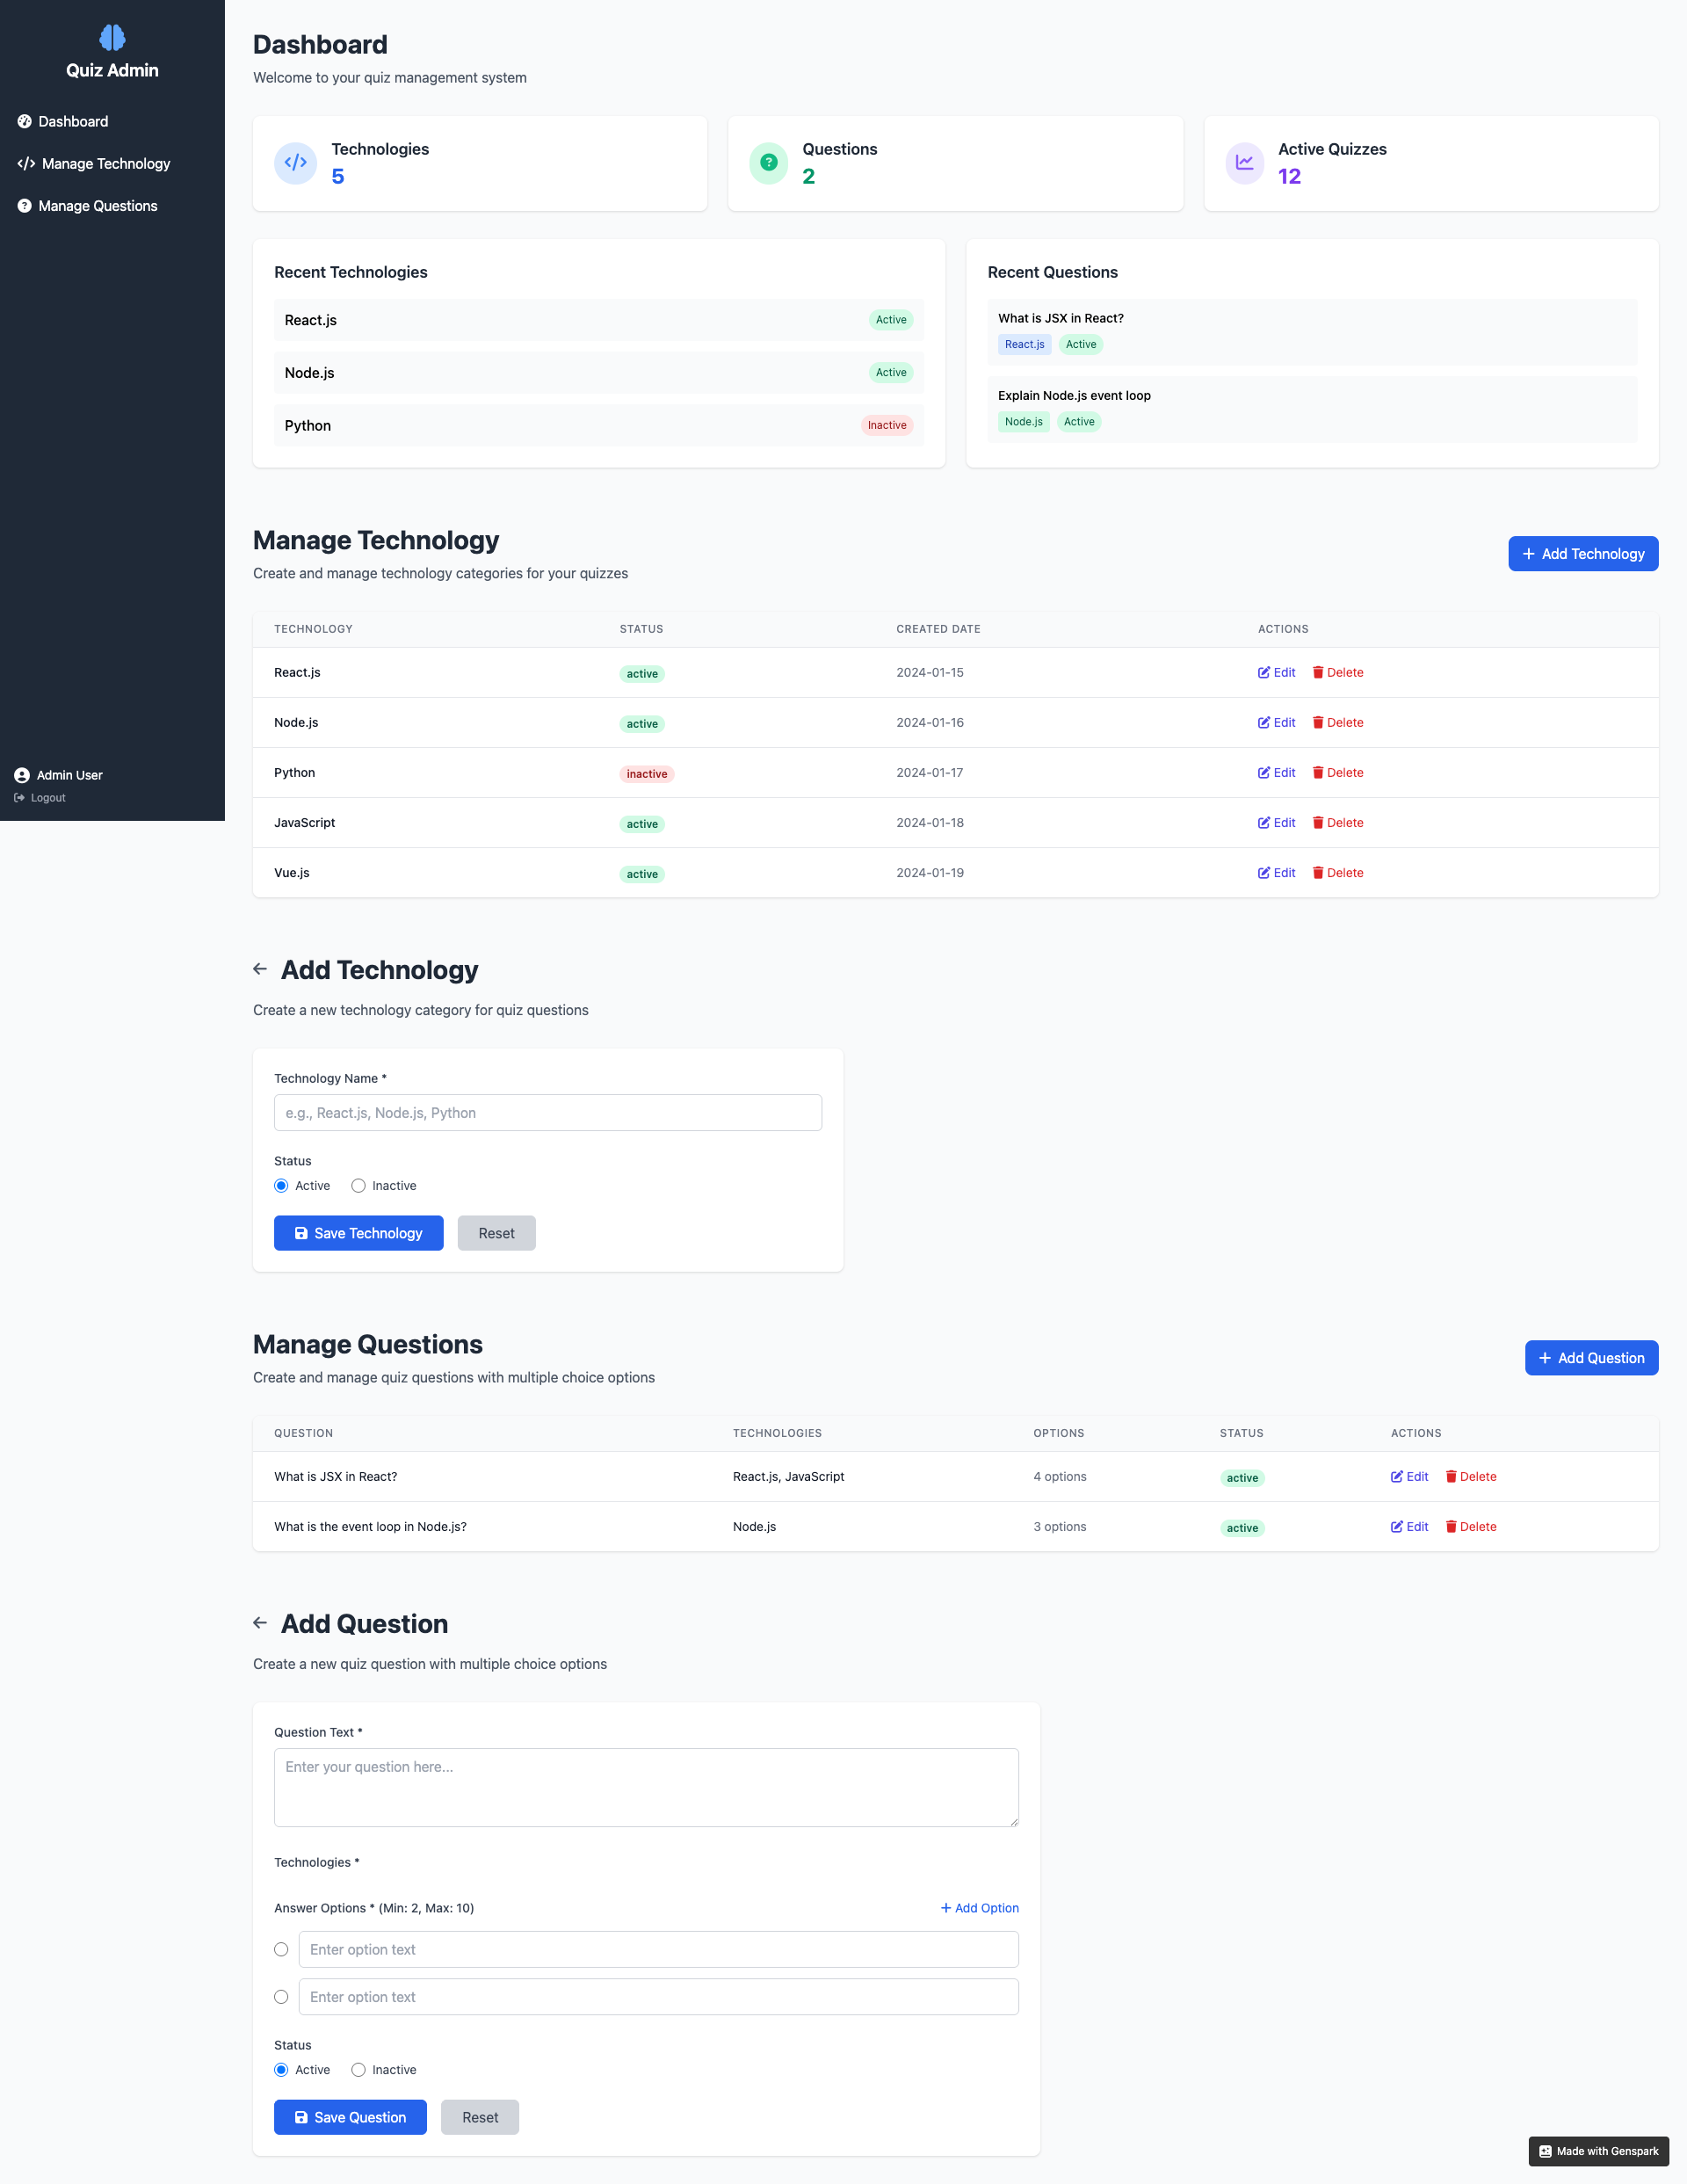 Quiz Admin
Dashboard
Manage Technology
Manage Questions
Admin User
Logout
Dashboard
Welcome to your quiz management system
Technologies
5
Questions
2
Active Quizzes
12
Recent Technologies
React.js Active
Node.js Active
Python Inactive
Recent Questions
What is JSX in React?
React.js Active
Explain Node.js event loop
Node.js Active
Manage Technology
Create and manage technology categories for your quizzes
+ Add Technology
TECHNOLOGY STATUS CREATED DATE ACTIONS
React.js active 2024-01-15 Edit Delete
Node.js active 2024-01-16 Edit Delete
Python inactive 2024-01-17 Edit Delete
JavaScript active 2024-01-18 Edit Delete
Vue.js active 2024-01-19 Edit Delete
Add Technology
Create a new technology category for quiz questions
Technology Name *
e.g., React.js, Node.js, Python
Status
Active Inactive
Save Technology Reset
Manage Questions
Create and manage quiz questions with multiple choice options
+ Add Question
QUESTION TECHNOLOGIES OPTIONS STATUS ACTIONS
What is JSX in React? React.js, JavaScript 4 options active Edit Delete
What is the event loop in Node.js? Node.js 3 options active Edit Delete
Add Question
Create a new quiz question with multiple choice options
Question Text *
Enter your question here...
Technologies *
Answer Options * (Min: 2, Max: 10) + Add Option
Enter option text
Enter option text
Status
Active Inactive
Save Question Reset
Made with Genspark